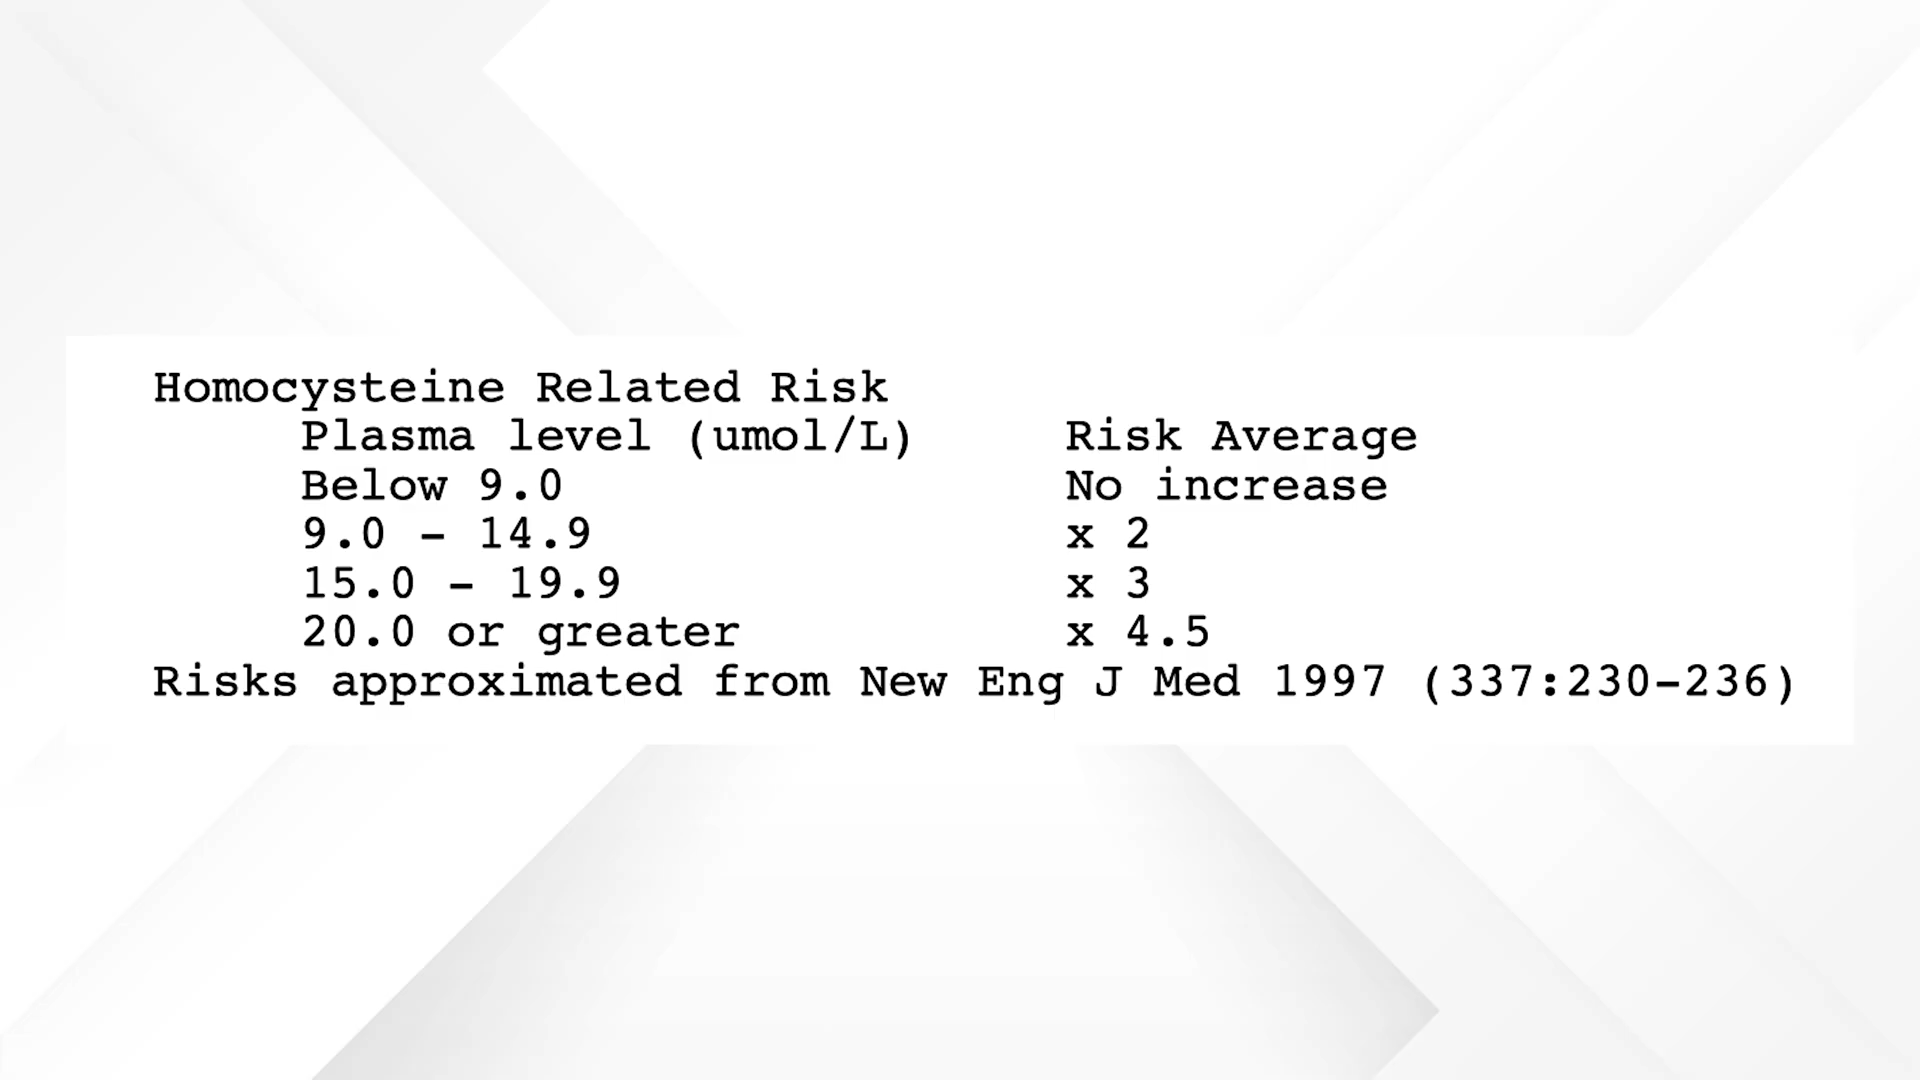 Homocysteine Related Risk
Plasma level (umol/L) Risk Average
Below 9.0 No increase
9.0 - 14.9 x 2
15.0 - 19.9 x 3
20.0 or greater x 4.5
Risks approximated from New Eng J Med 1997 (337:230-236)